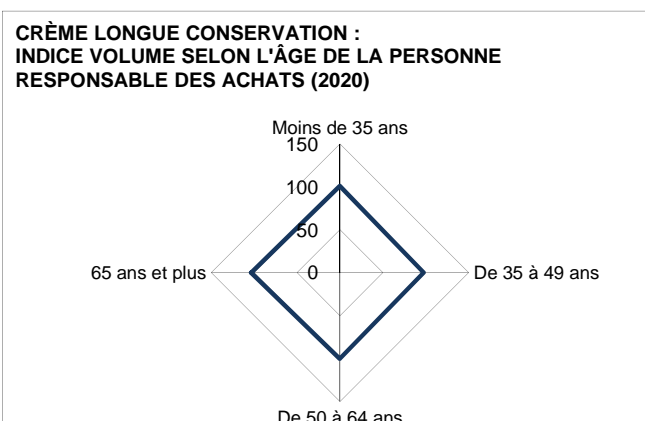 CRÈME LONGUE CONSERVATION :
INDICE VOLUME SELON L'ÂGE DE LA PERSONNE
RESPONSABLE DES ACHATS (2020)
Moins de 35 ans
150
100
50
65 ans et plus
0
De 35 à 49 ans
De 50 à 64 ans